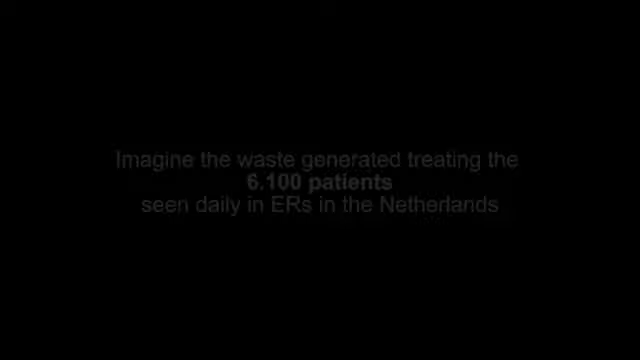 Imagine the waste generated treating the
6.100 patients
seen daily in ERs in the Netherlands